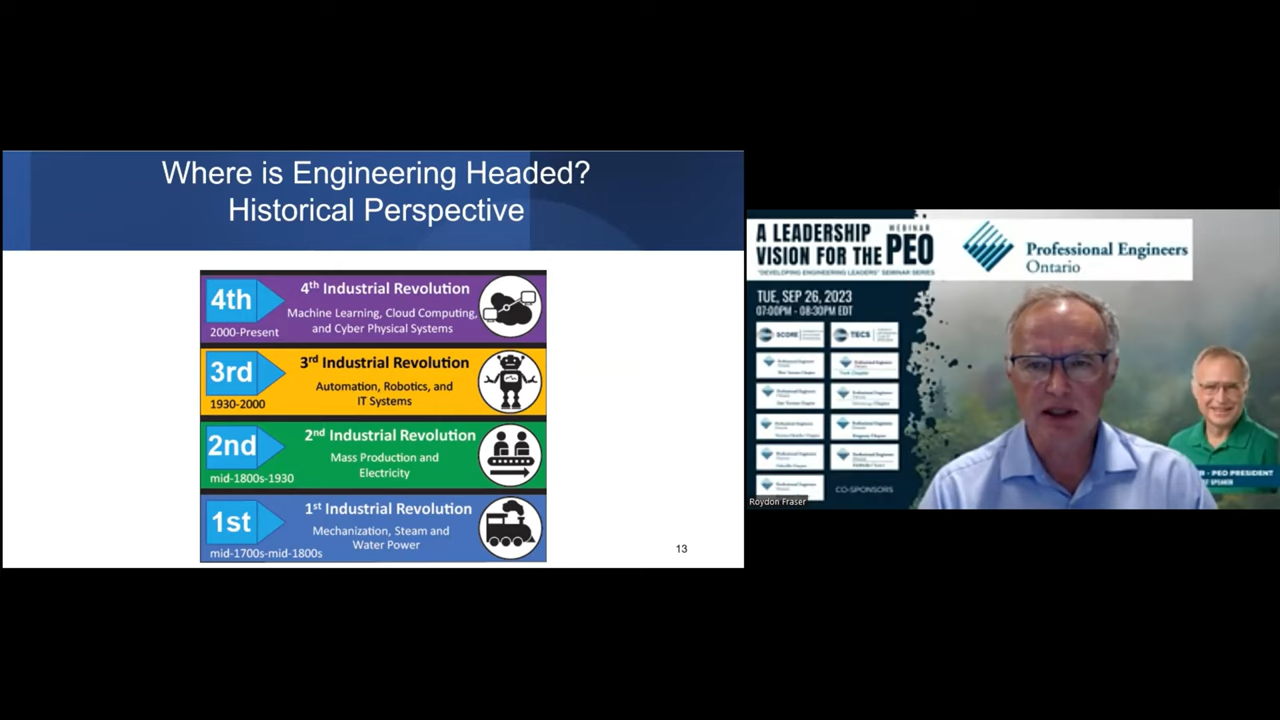 Where is Engineering Headed?
Historical Perspective
4th
2000-Present
4th Industrial Revolution
Machine Learning, Cloud Computing,
and Cyber Physical Systems
3rd
1930-2000
3rd Industrial Revolution
Automation, Robotics, and
IT Systems
2nd
mid-1800s-1930
2nd Industrial Revolution
Mass Production and
Electricity
1st
mid-1700s-mid-1800s
1st Industrial Revolution
Mechanization, Steam and
Water Power
13
A LEADERSHIP
WEBINAR
VISION FOR THE PEO
"DEVELOPING ENGINEERING LEADERS" SEMINAR SERIES
Professional Engineers
Ontario
TUE, SEP 26, 2023
07:00PM - 08:30PM EDT
SCORE
TECS
CO-SPONSORS
- PEO PRESIDENT
SPEAKER
Roydon Fraser